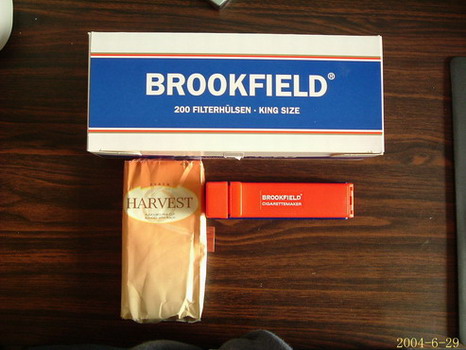 BROOKFIELD®
200 FILTERHÜLSEN · KING SIZE
HARVEST
BROOKFIELD®
CIGARETTEMAKER
2004-6-29